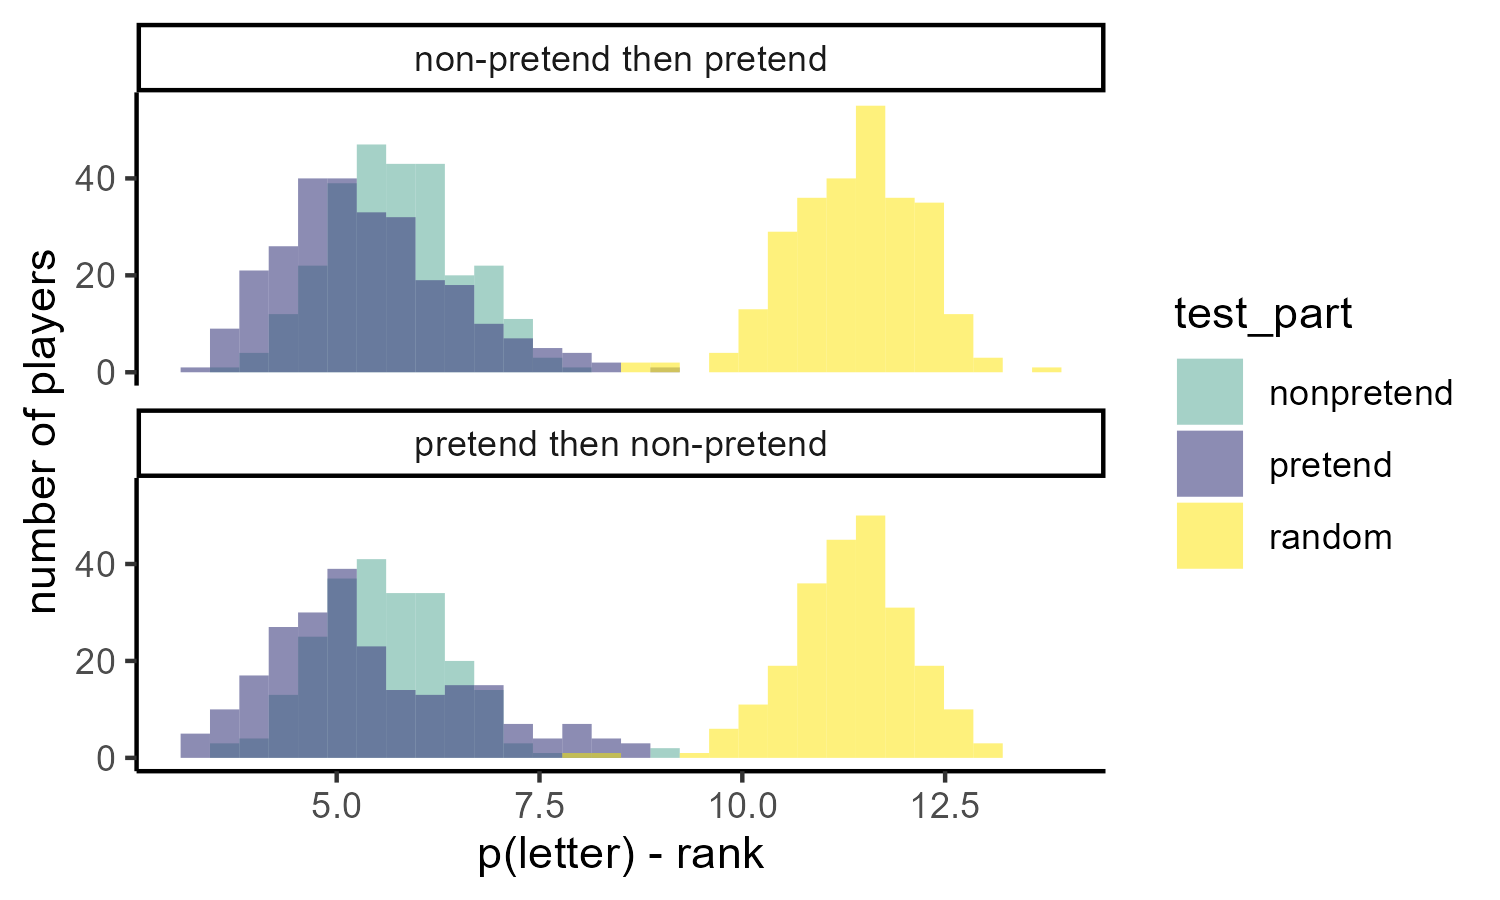 non-pretend then pretend
40
20
0
pretend then non-pretend
40
20
0
5.0 7.5 10.0 12.5
p(letter) - rank
number of players
test_part
nonpretend
pretend
random